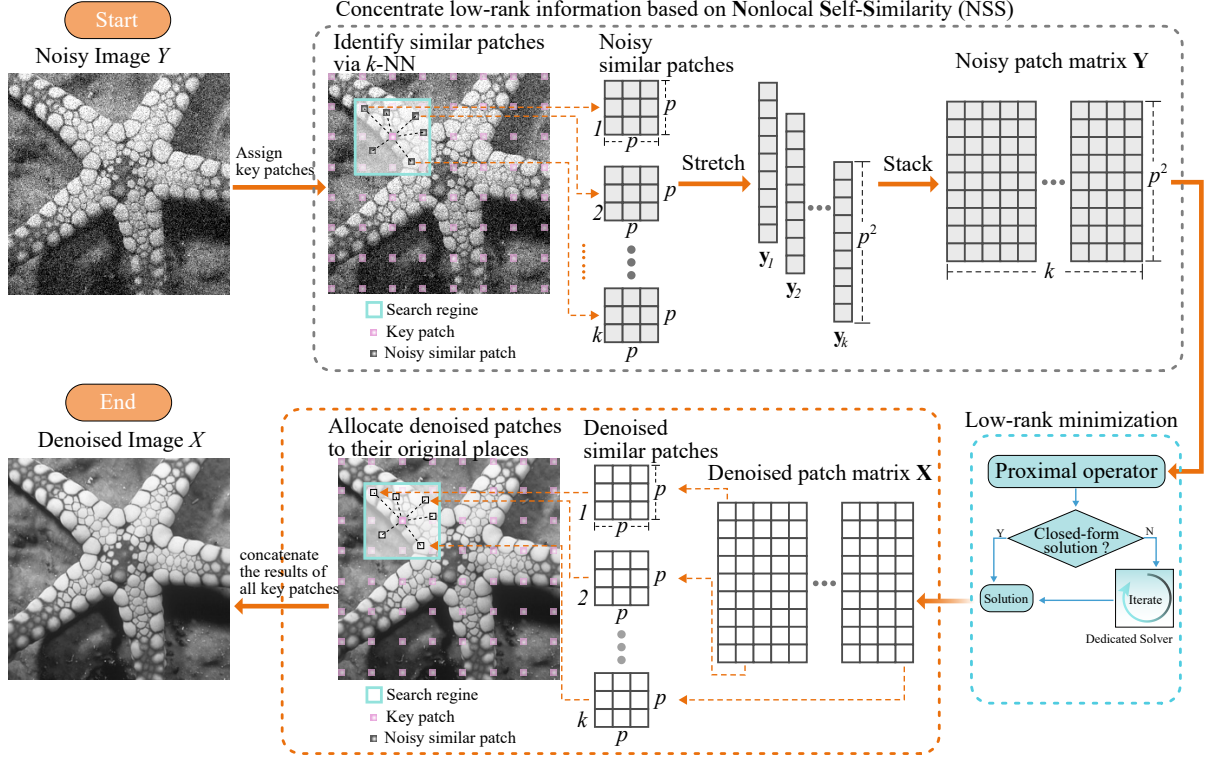 Start
Noisy Image Y
Assign
key patches
Concentrate low-rank information based on Nonlocal Self-Similarity (NSS)
Identify similar patches
via k-NN
Search regine
Key patch
Noisy similar patch
Noisy
similar patches
p
1
p
p
2
p
p
k
p
Stretch
y1
y2
p2
yk
Stack
Noisy patch matrix Y
p2
k
Low-rank minimization
Proximal operator
Y
Closed-form
solution ?
N
Solution
Iterate
Dedicated Solver
Denoised patch matrix X
Denoised
similar patches
p
1
p
p
2
p
p
k
p
Allocate denoised patches
to their original places
Search regine
Key patch
Noisy similar patch
concatenate
the results of
all key patches
End
Denoised Image X